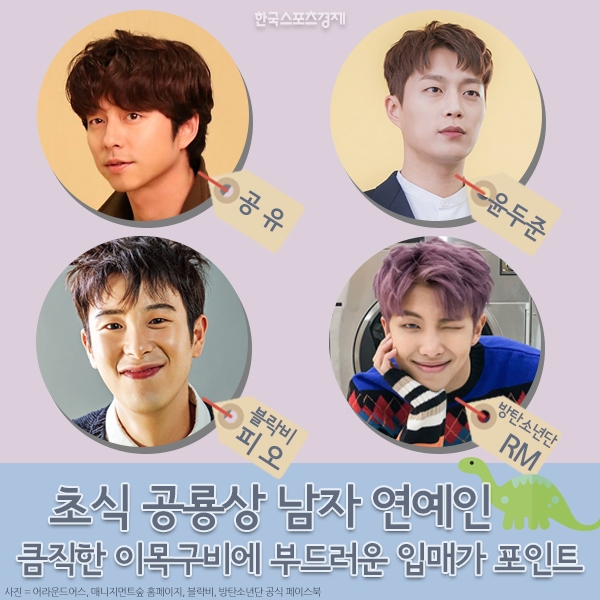 한국스포츠경제
공유
윤두준
블락비
피오
방탄소년단
RM
초식 공룡상 남자 연예인
큼직한 이목구비에 부드러운 입매가 포인트
사진 = 어라운드어스, 매니지먼트숲 홈페이지, 블락비, 방탄소년단 공식 페이스북